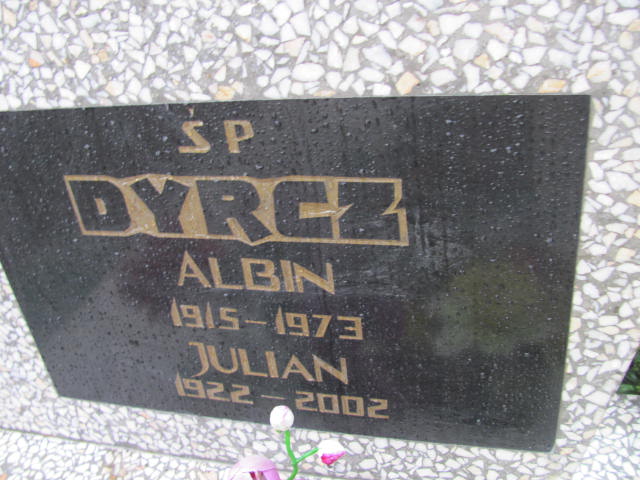 ŚP
DYRCZ
ALBIN
1915-1973
JULIAN
1922-2002